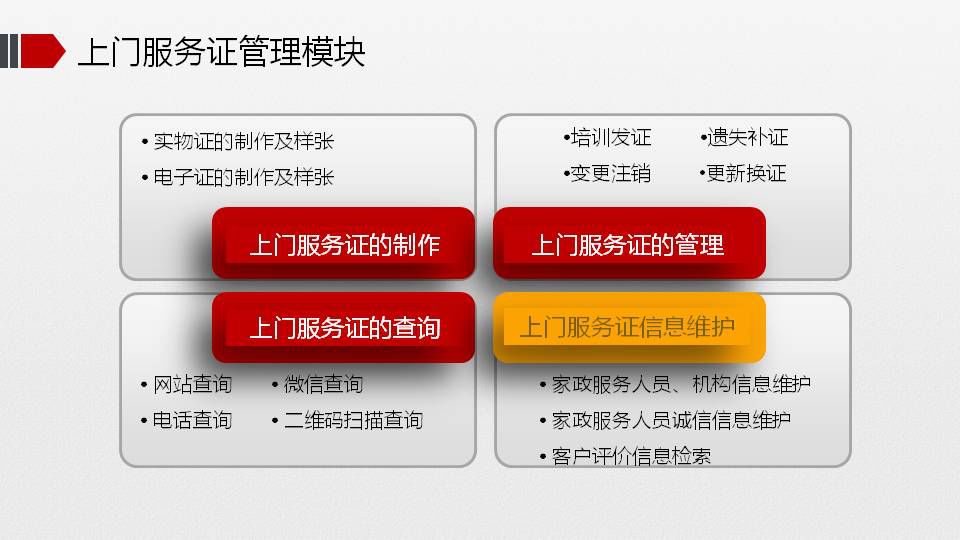 上门服务证管理模块
• 实物证的制作及样张
• 电子证的制作及样张
上门服务证的制作
•培训发证 •遗失补证
•变更注销 •更新换证
上门服务证的管理
上门服务证的查询
• 网站查询 • 微信查询
• 电话查询 • 二维码扫描查询
上门服务证信息维护
• 家政服务人员、机构信息维护
• 家政服务人员诚信信息维护
• 客户评价信息检索